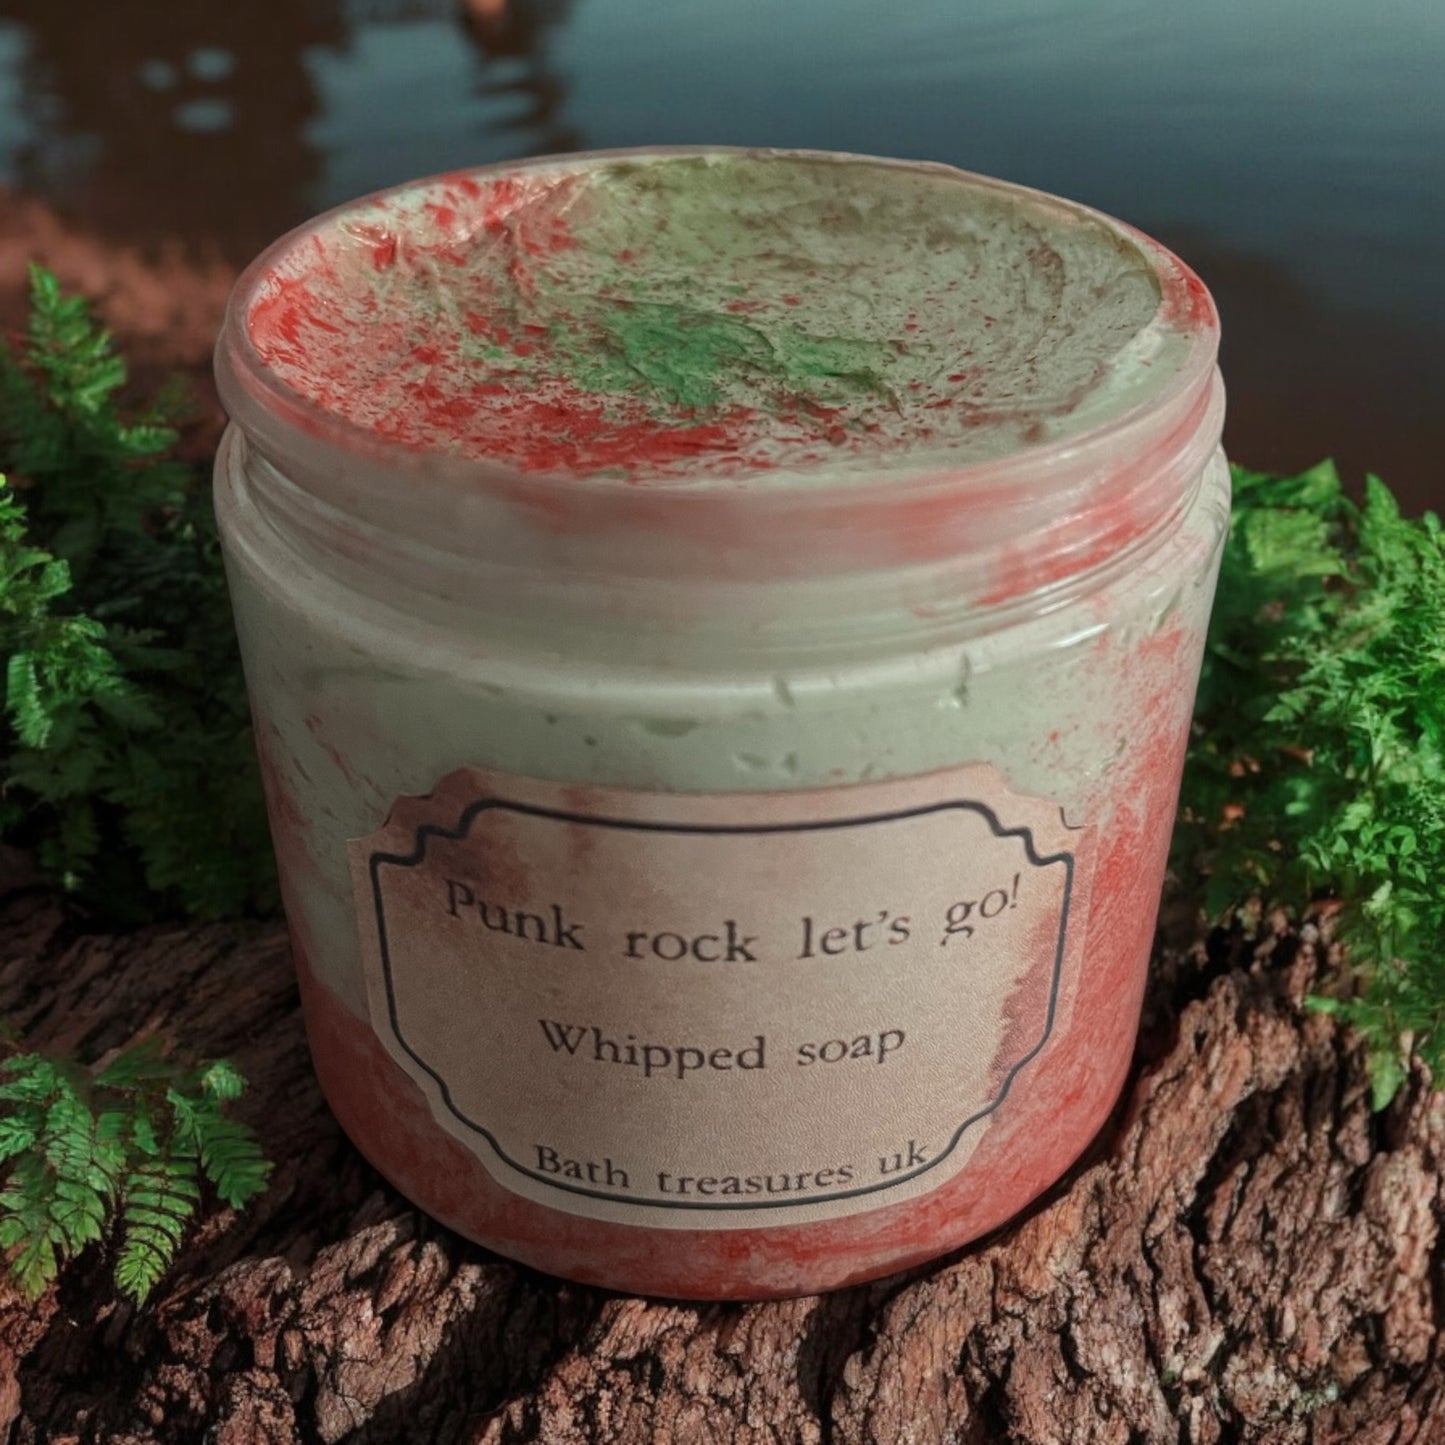 Punk rock let's go!
Whipped soap
Bath treasures uk